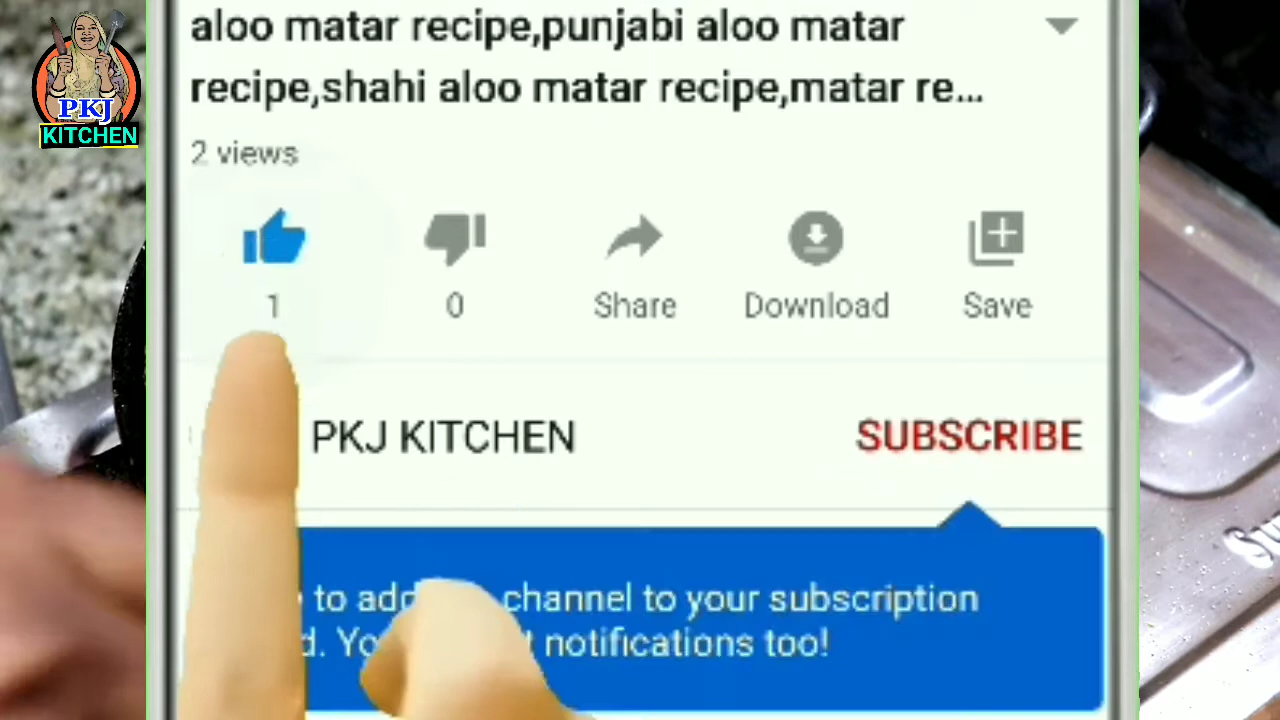 PKJ
KITCHEN
aloo matar recipe,punjabi aloo matar
recipe,shahi aloo matar recipe,matar re...
2 views
1
0
Share
Download
Save
PKJ KITCHEN
SUBSCRIBE
to add channel to your subscription
notifications too!